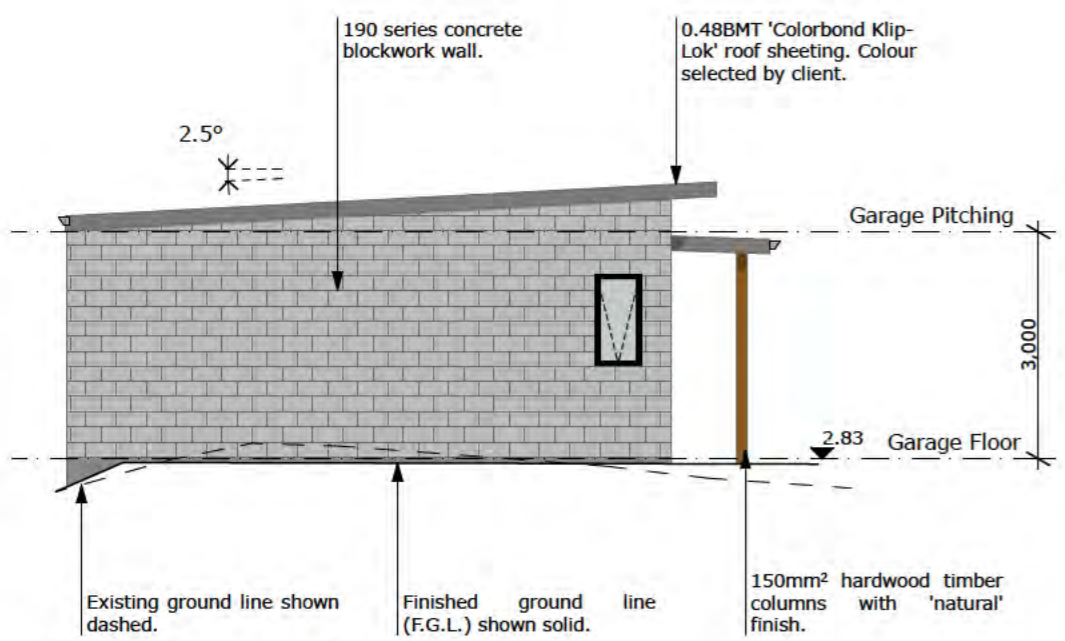 190 series concrete
blockwork wall.
0.48BMT 'Colorbond Klip-
Lok' roof sheeting. Colour
selected by client.
2.5°
Garage Pitching
3,000
2.83
Garage Floor
Existing ground line shown
dashed.
Finished ground line
(F.G.L.) shown solid.
150mm² hardwood timber
columns with 'natural'
finish.